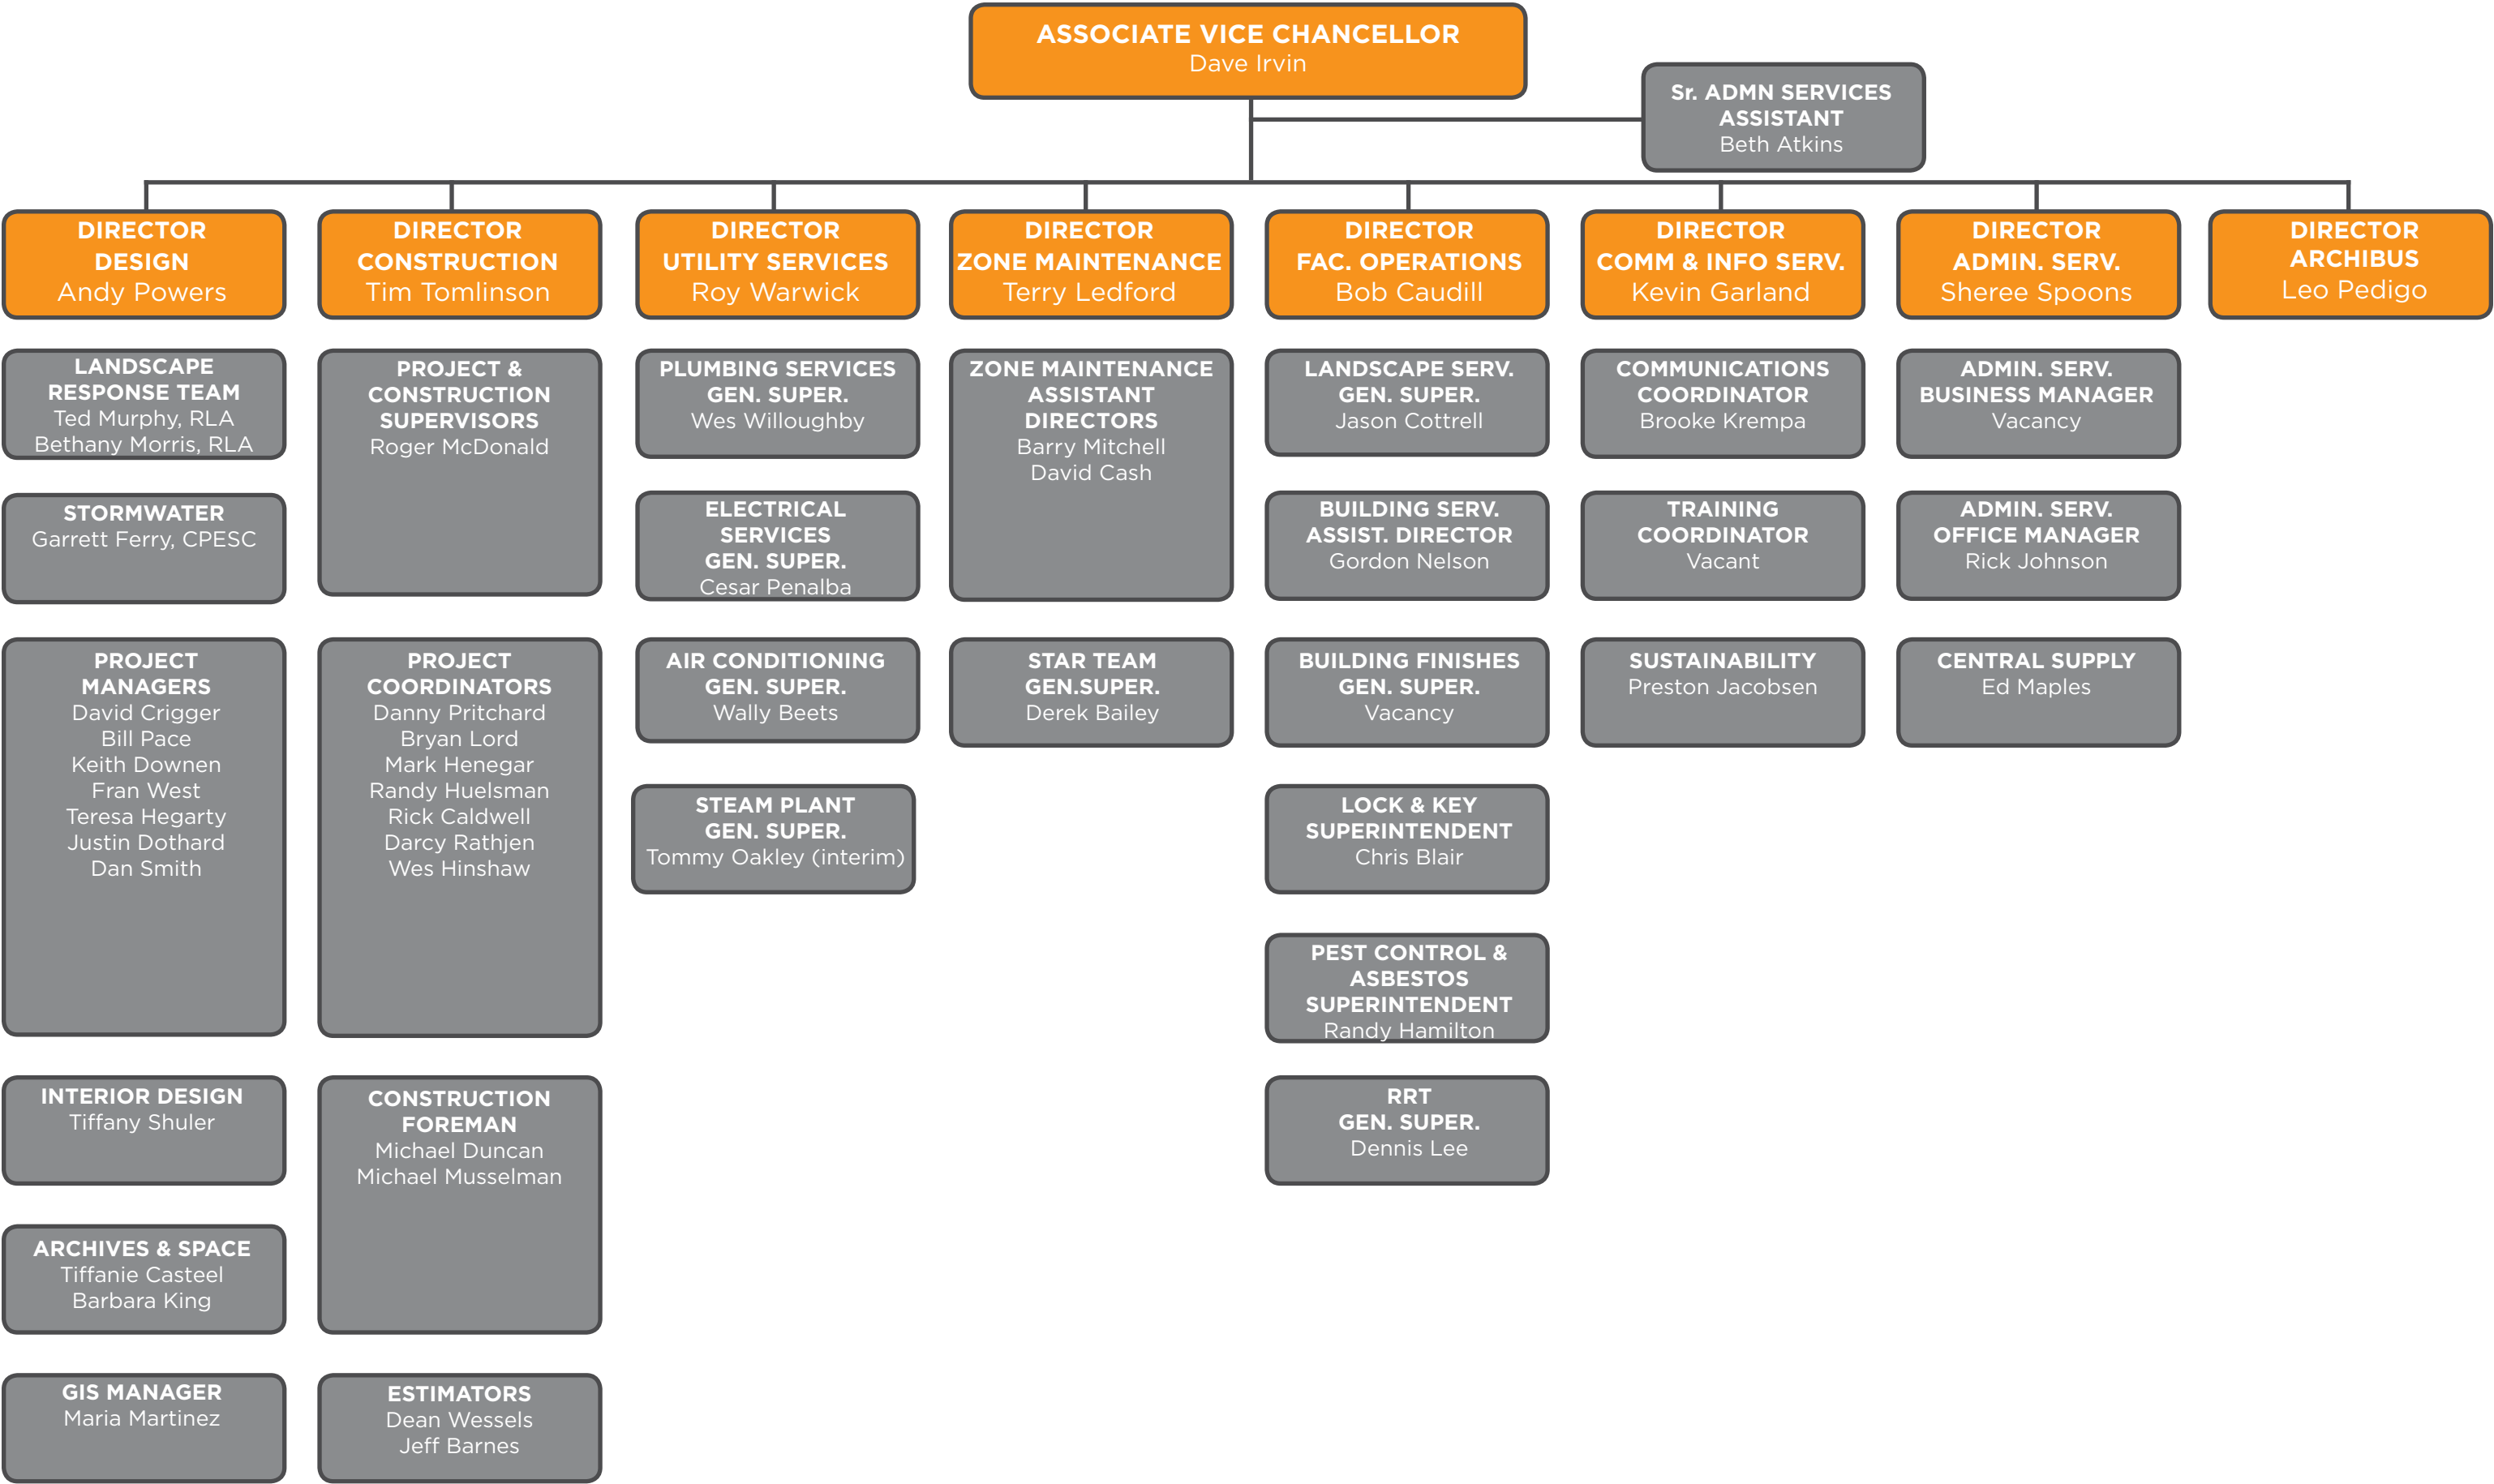 ASSOCIATE VICE CHANCELLOR
Dave Irvin
Sr. ADMN SERVICES
ASSISTANT
Beth Atkins
DIRECTOR
DESIGN
Andy Powers
DIRECTOR
CONSTRUCTION
Tim Tomlinson
DIRECTOR
UTILITY SERVICES
Roy Warwick
DIRECTOR
ZONE MAINTENANCE
Terry Ledford
DIRECTOR
FAC. OPERATIONS
Bob Caudill
DIRECTOR
COMM & INFO SERV.
Kevin Garland
DIRECTOR
ADMIN. SERV.
Sheree Spoons
DIRECTOR
ARCHIBUS
Leo Pedigo
LANDSCAPE
RESPONSE TEAM
Ted Murphy, RLA
Bethany Morris, RLA
STORMWATER
Garrett Ferry, CPESC
PROJECT
MANAGERS
David Crigger
Bill Pace
Keith Downen
Fran West
Teresa Hegarty
Justin Dothard
Dan Smith
INTERIOR DESIGN
Tiffany Shuler
ARCHIVES & SPACE
Tiffanie Casteel
Barbara King
GIS MANAGER
Maria Martinez
PROJECT &
CONSTRUCTION
SUPERVISORS
Roger McDonald
PROJECT
COORDINATORS
Danny Pritchard
Bryan Lord
Mark Henegar
Randy Huelsman
Rick Caldwell
Darcy Rathjen
Wes Hinshaw
CONSTRUCTION
FOREMAN
Michael Duncan
Michael Musselman
ESTIMATORS
Dean Wessels
Jeff Barnes
PLUMBING SERVICES
GEN. SUPER.
Wes Willoughby
ELECTRICAL
SERVICES
GEN. SUPER.
Cesar Penalba
AIR CONDITIONING
GEN. SUPER.
Wally Beets
STEAM PLANT
GEN. SUPER.
Tommy Oakley (interim)
ZONE MAINTENANCE
ASSISTANT
DIRECTORS
Barry Mitchell
David Cash
STAR TEAM
GEN.SUPER.
Derek Bailey
LANDSCAPE SERV.
GEN. SUPER.
Jason Cottrell
BUILDING SERV.
ASSIST. DIRECTOR
Gordon Nelson
BUILDING FINISHES
GEN. SUPER.
Vacancy
LOCK & KEY
SUPERINTENDENT
Chris Blair
PEST CONTROL &
ASBESTOS
SUPERINTENDENT
Randy Hamilton
RRT
GEN. SUPER.
Dennis Lee
COMMUNICATIONS
COORDINATOR
Brooke Krempa
TRAINING
COORDINATOR
Vacant
SUSTAINABILITY
Preston Jacobsen
ADMIN. SERV.
BUSINESS MANAGER
Vacancy
ADMIN. SERV.
OFFICE MANAGER
Rick Johnson
CENTRAL SUPPLY
Ed Maples